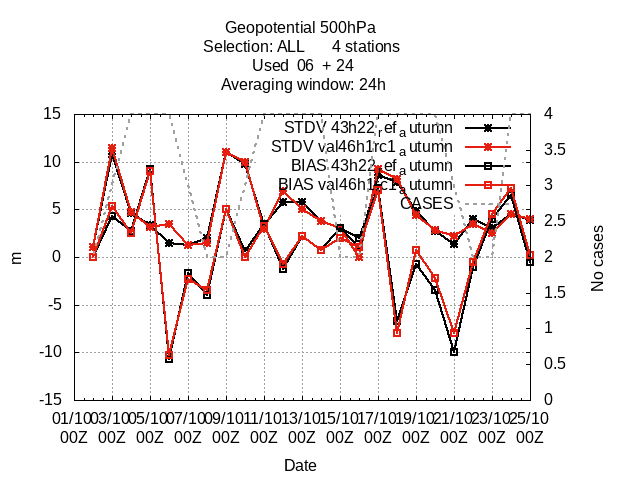 Geopotential 500hPa
Selection: ALL 4 stations
Used 06 + 24
Averaging window: 24h
STDV 43h22_ref_autumn
STDV val46h1_rc1_autumn
BIAS 43h22_ref_autumn
BIAS val46h1_rc1_autumn
CASES
15
10
5
0
-5
-10
-15
m
4
3.5
3
2.5
2
1.5
1
0.5
0
No cases
01/10 03/10 05/10 07/10 09/10 11/10 13/10 15/10 17/10 19/10 21/10 23/10 25/10
00Z 00Z 00Z 00Z 00Z 00Z 00Z 00Z 00Z 00Z 00Z 00Z 00Z
Date